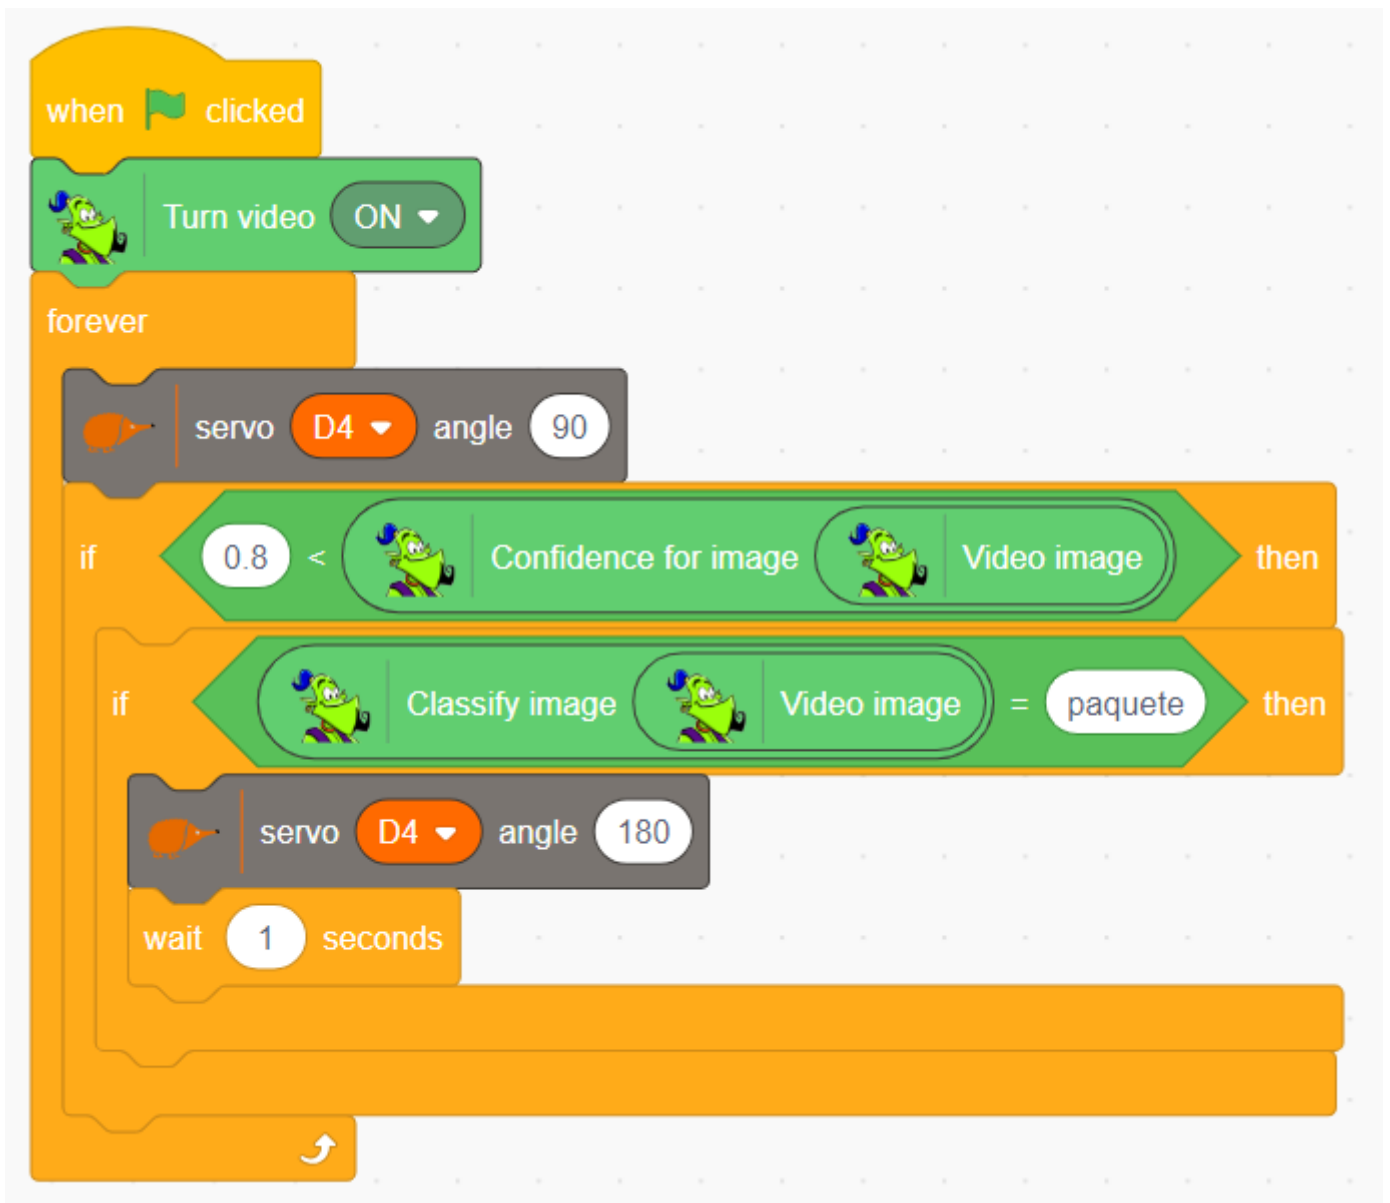 when clicked
Turn video ON
forever
servo D4 angle 90
if 0.8 < Confidence for image Video image then
if Classify image Video image = paquete then
servo D4 angle 180
wait 1 seconds